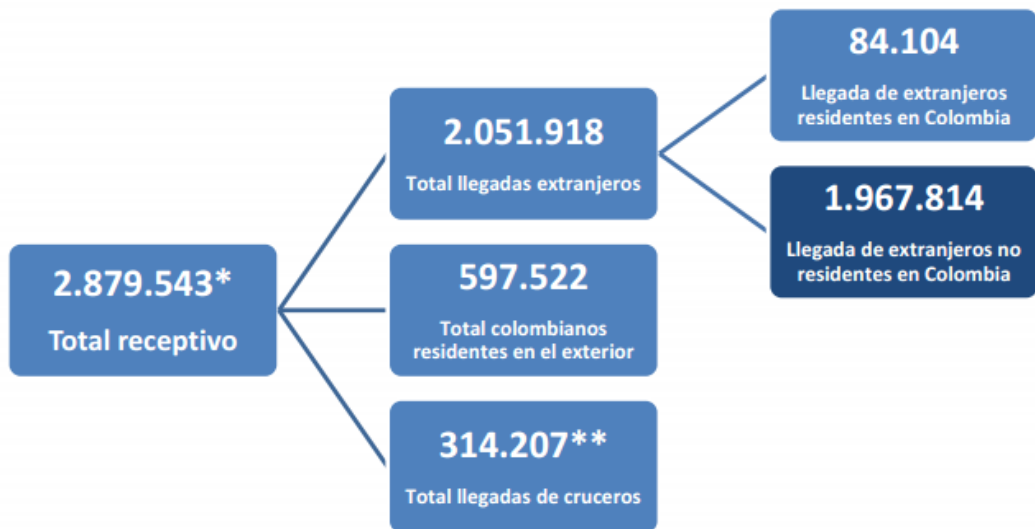 2.879.543*
Total receptivo
2.051.918
Total llegadas extranjeros
597.522
Total colombianos
residentes en el exterior
314.207**
Total llegadas de cruceros
84.104
Llegada de extranjeros
residentes en Colombia
1.967.814
Llegada de extranjeros no
residentes en Colombia